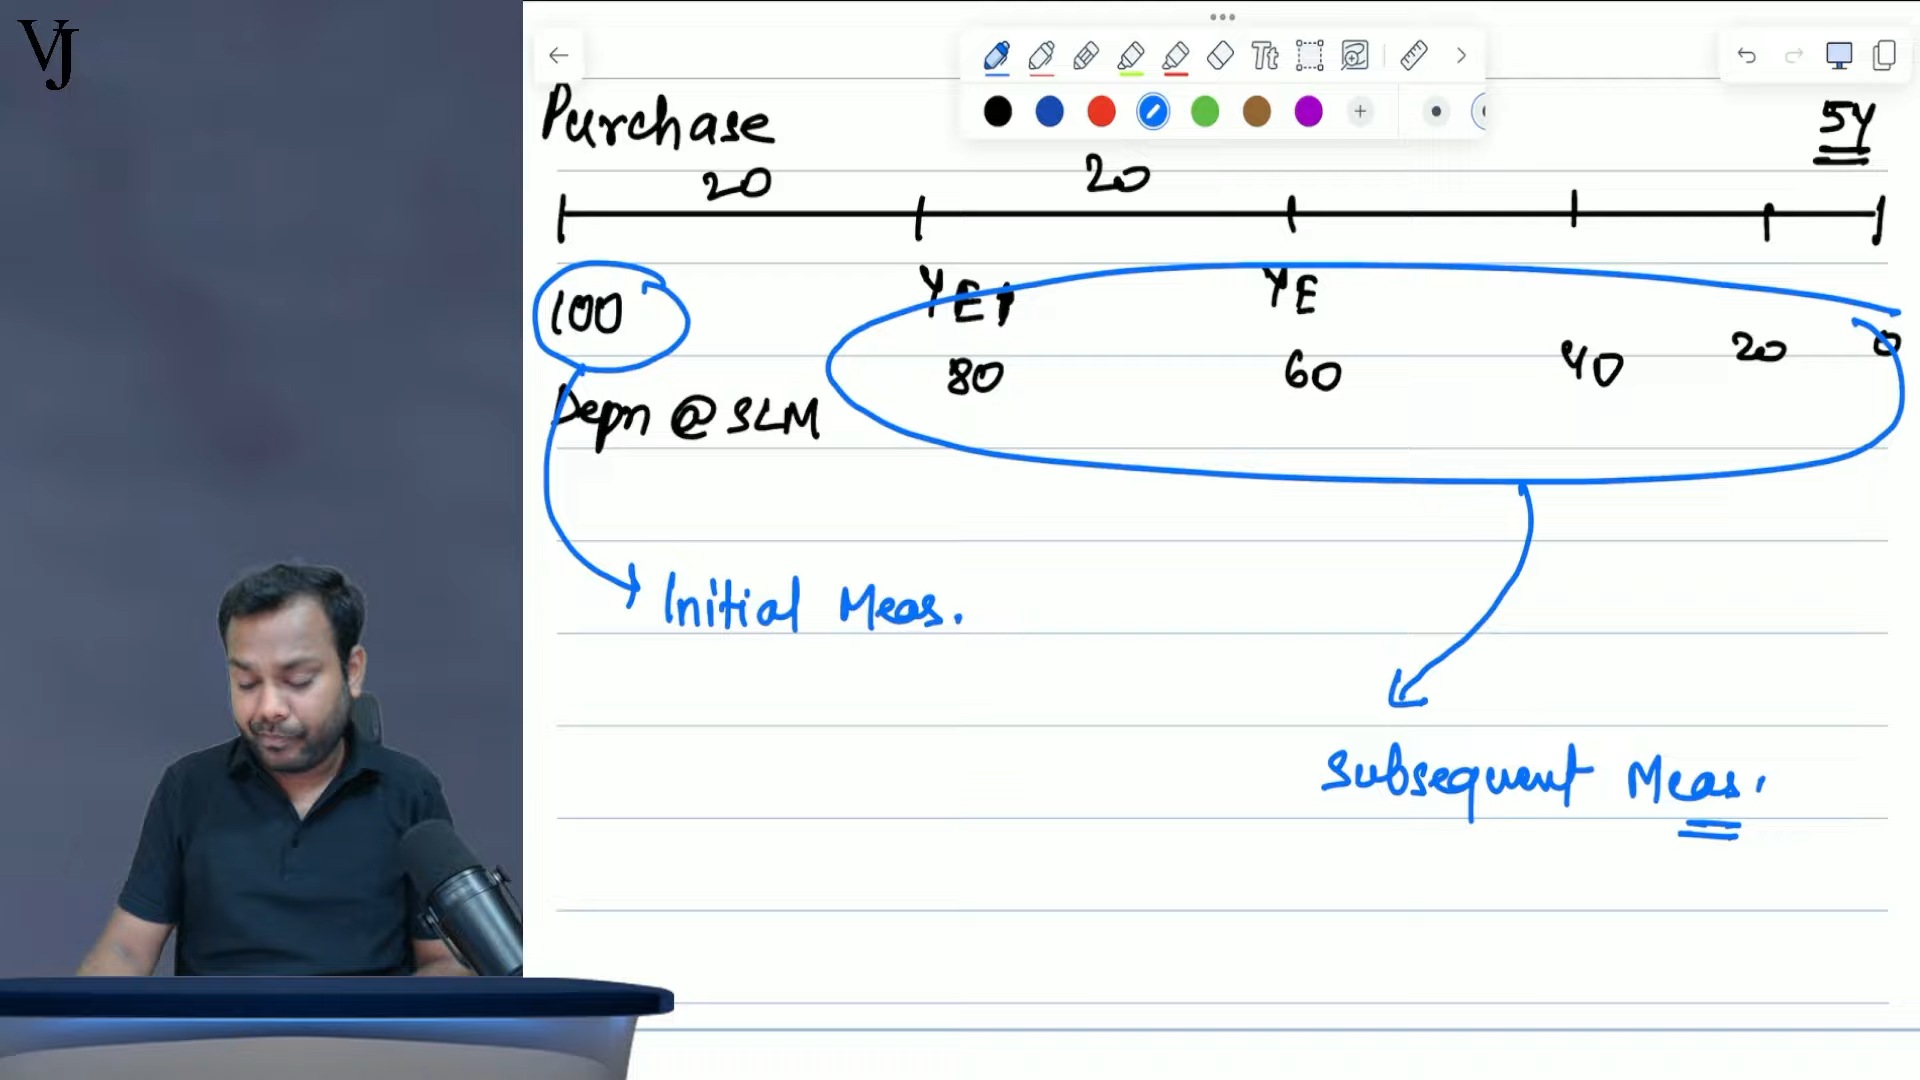 VJ
Tt
Purchase
5Y
20 20
100
YE1 YE
80 60 40 20 0
Depn @ SLM
Initial Meas.
Subsequent Meas.